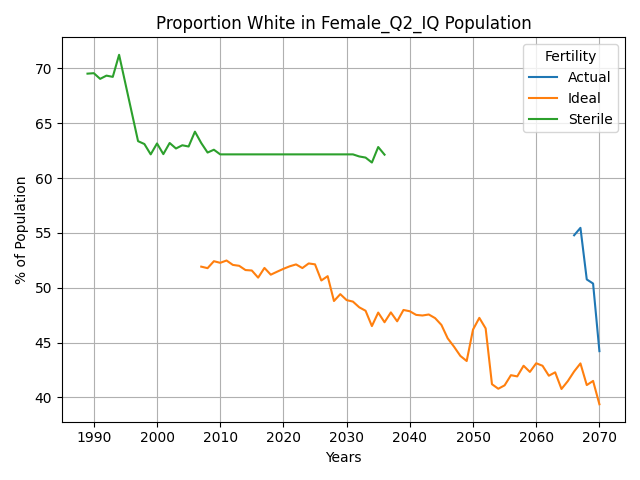 Proportion White in Female_Q2_IQ Population
% of Population
70
65
60
55
50
45
40
Fertility
Actual
Ideal
Sterile
1990 2000 2010 2020 2030 2040 2050 2060 2070
Years